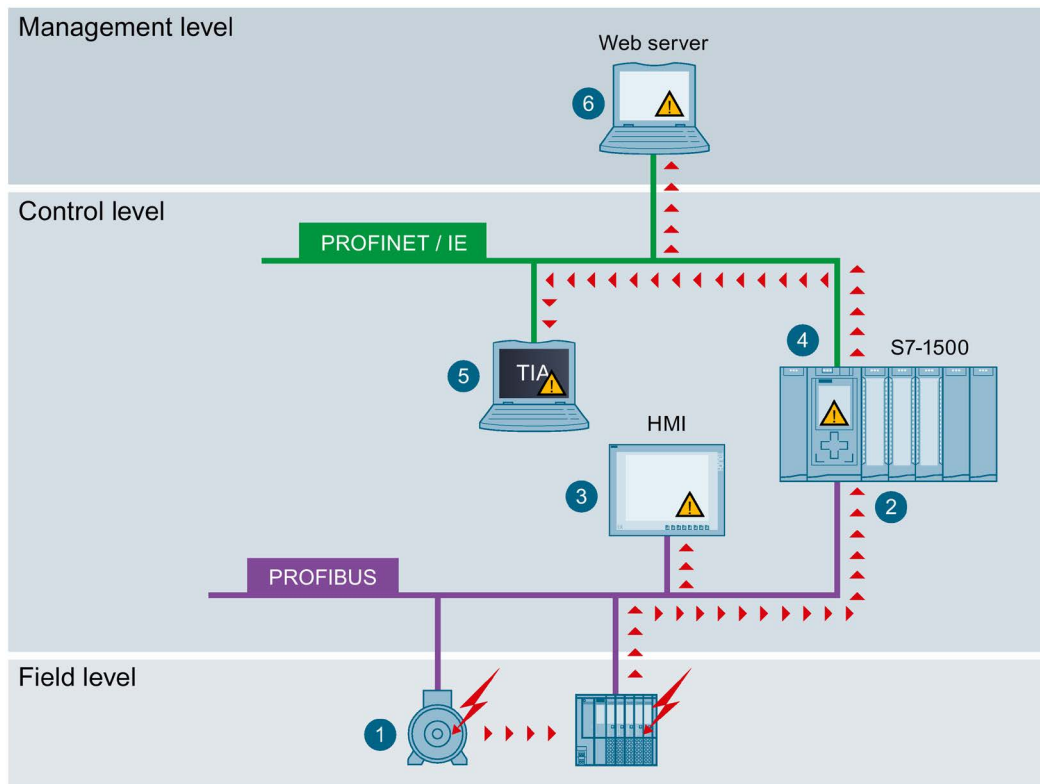 Management level
Web server
6
Control level
PROFINET / IE
4
S7-1500
5
TIA
HMI
3
2
PROFIBUS
Field level
1